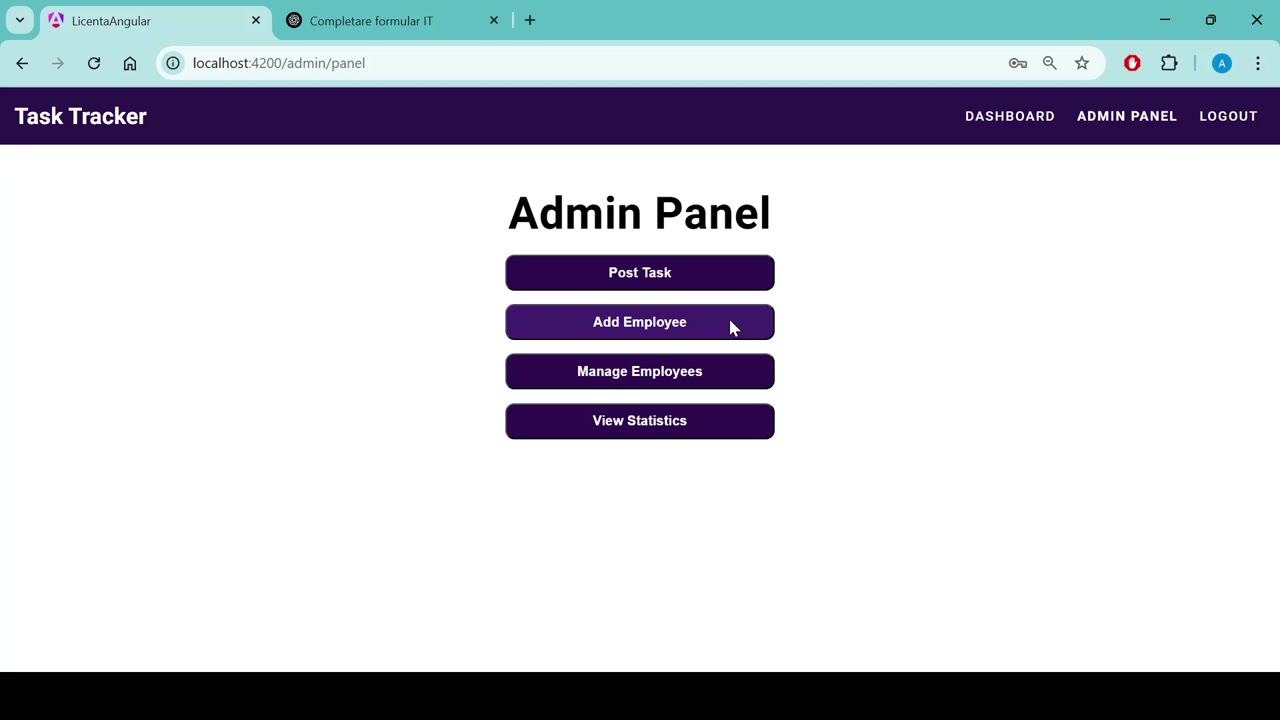 LicentaAngular
Completare formular IT
localhost:4200/admin/panel
A
Task Tracker
DASHBOARD
ADMIN PANEL
LOGOUT
Admin Panel
Post Task
Add Employee
Manage Employees
View Statistics